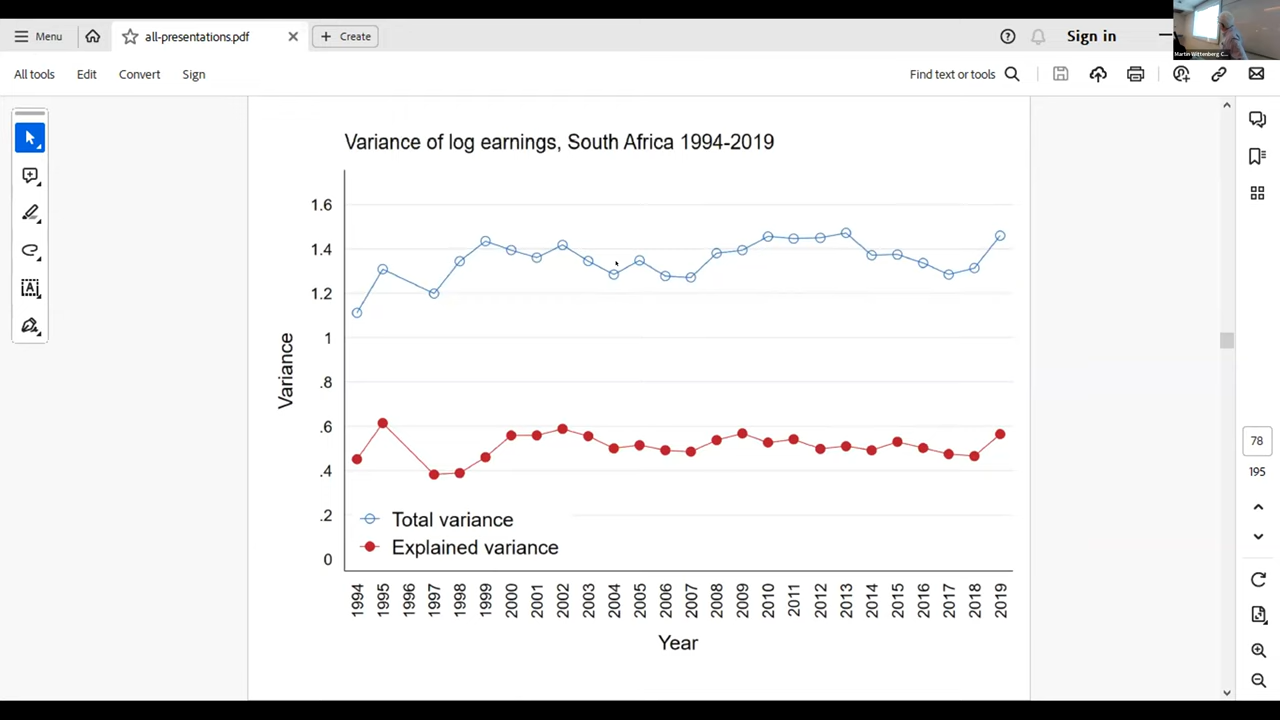 Menu
all-presentations.pdf
Create
Sign in
Martin Wittenberg C...
All tools
Edit
Convert
Sign
Find text or tools
Variance of log earnings, South Africa 1994-2019
1.6
1.4
1.2
1
.8
.6
.4
.2
0
Variance
Total variance
Explained variance
1994
1995
1996
1997
1998
1999
2000
2001
2002
2003
2004
2005
2006
2007
2008
2009
2010
2011
2012
2013
2014
2015
2016
2017
2018
2019
Year
78
195